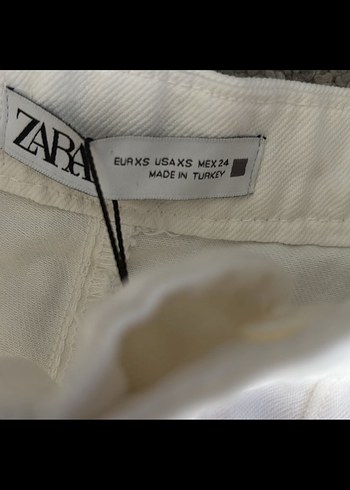 ZARA
EUR XS USA XS MEX 24
MADE IN TURKEY